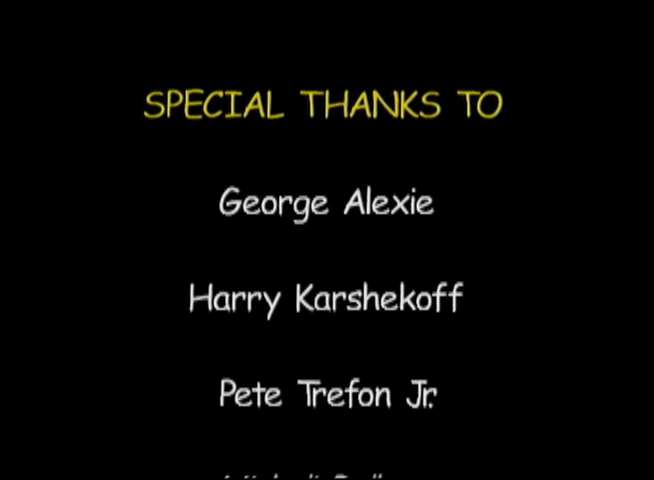 SPECIAL THANKS TO
George Alexie
Harry Karshekoff
Pete Trefon Jr.